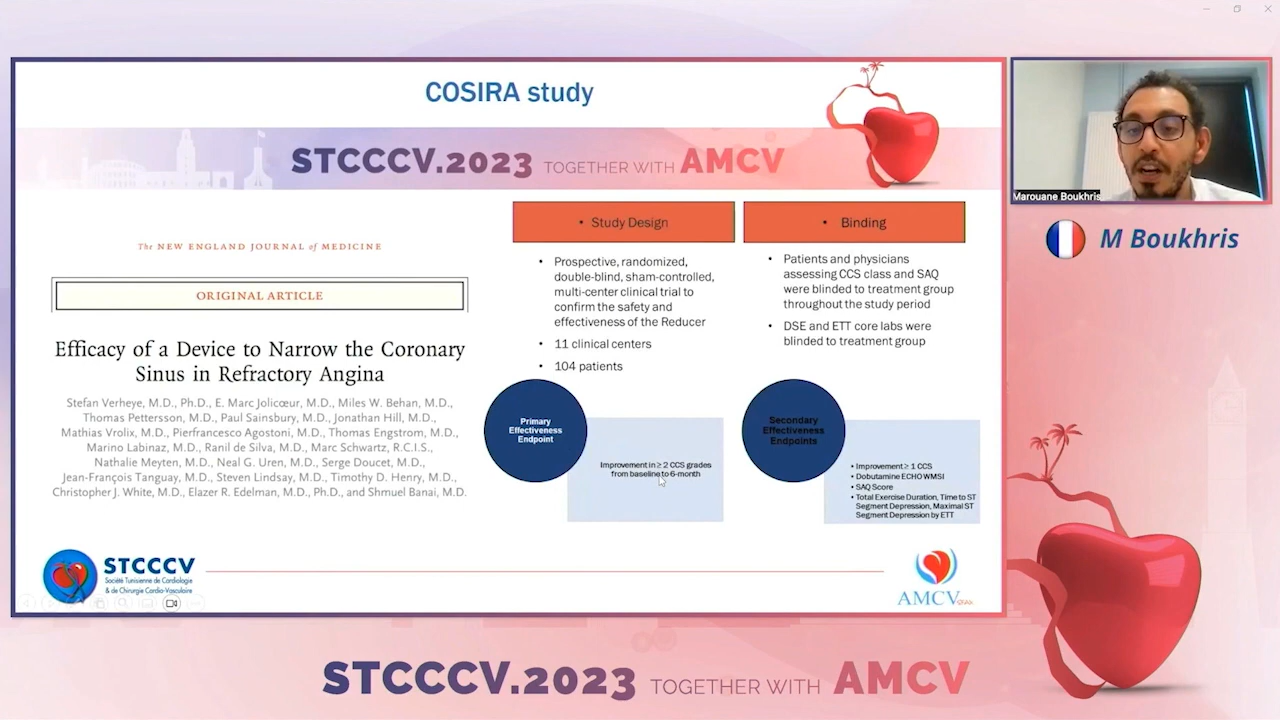 COSIRA study
STCCCV.2023 TOGETHER WITH AMCV
The NEW ENGLAND JOURNAL of MEDICINE
ORIGINAL ARTICLE
Efficacy of a Device to Narrow the Coronary
Sinus in Refractory Angina
Stefan Verheye, M.D., Ph.D., E. Marc Jolicœur, M.D., Miles W. Behan, M.D.,
Thomas Pettersson, M.D., Paul Sainsbury, M.D., Jonathan Hill, M.D.,
Mathias Vrolix, M.D., Pierfrancesco Agostoni, M.D., Thomas Engstrom, M.D.,
Marino Labinaz, M.D., Ranil de Silva, M.D., Marc Schwartz, R.C.I.S.,
Nathalie Meyten, M.D., Neal G. Uren, M.D., Serge Doucet, M.D.,
Jean-François Tanguay, M.D., Steven Lindsay, M.D., Timothy D. Henry, M.D.,
Christopher J. White, M.D., Elazer R. Edelman, M.D., Ph.D., and Shmuel Banai, M.D.
• Study Design
• Prospective, randomized,
double-blind, sham-controlled,
multi-center clinical trial to
confirm the safety and
effectiveness of the Reducer
• 11 clinical centers
• 104 patients
• Binding
• Patients and physicians
assessing CCS class and SAQ
were blinded to treatment group
throughout the study period
• DSE and ETT core labs were
blinded to treatment group
Primary
Effectiveness
Endpoint
Improvement in ≥ 2 CCS grades
from baseline to 6-month
Secondary
Effectiveness
Endpoints
• Improvement ≥ 1 CCS
• Dobutamine ECHO WMSI
• SAQ Score
• Total Exercise Duration, Time to ST
Segment Depression, Maximal ST
Segment Depression by ETT
STCCCV
Société Tunisienne de Cardiologie
& de Chirurgie Cardio-Vasculaire
AMCV
Marouane Boukhris
M Boukhris
STCCCV.2023 TOGETHER WITH AMCV